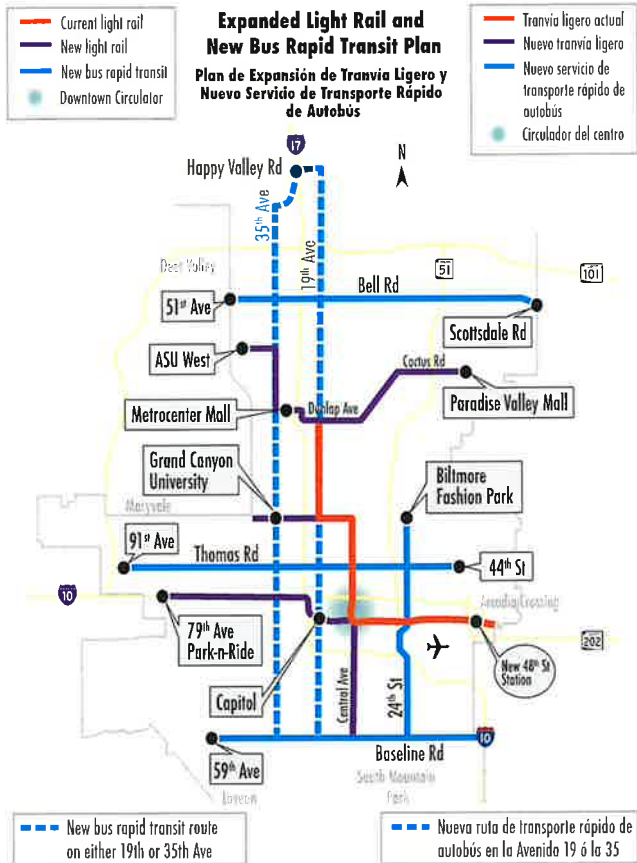 Current light rail
New light rail
New bus rapid transit
Downtown Circulator
Expanded Light Rail and
New Bus Rapid Transit Plan
Plan de Expansión de Tranvía Ligero y
Nuevo Servicio de Transporte Rápido
de Autobús
Tranvía ligero actual
Nuevo tranvía ligero
Nuevo servicio de
transporte rápido de
autobús
Circulador del centro
17
Happy Valley Rd
N
35th Ave
19th Ave
Deer Valley
51
101
Bell Rd
51st Ave
Scottsdale Rd
ASU West
Cactus Rd
Metrocenter Mall
Dunlap Ave
Paradise Valley Mall
Grand Canyon
University
Biltmore
Fashion Park
Maryvale
91st Ave
Thomas Rd
44th St
10
Arcadia Crossing
79th Ave
Park-n-Ride
202
New 48th St
Station
Capitol
Central Ave
24th St
10
Baseline Rd
59th Ave
South Mountain
Park
Laveen
New bus rapid transit route
on either 19th or 35th Ave
Nueva ruta de transporte rápido de
autobús en la Avenida 19 ó la 35